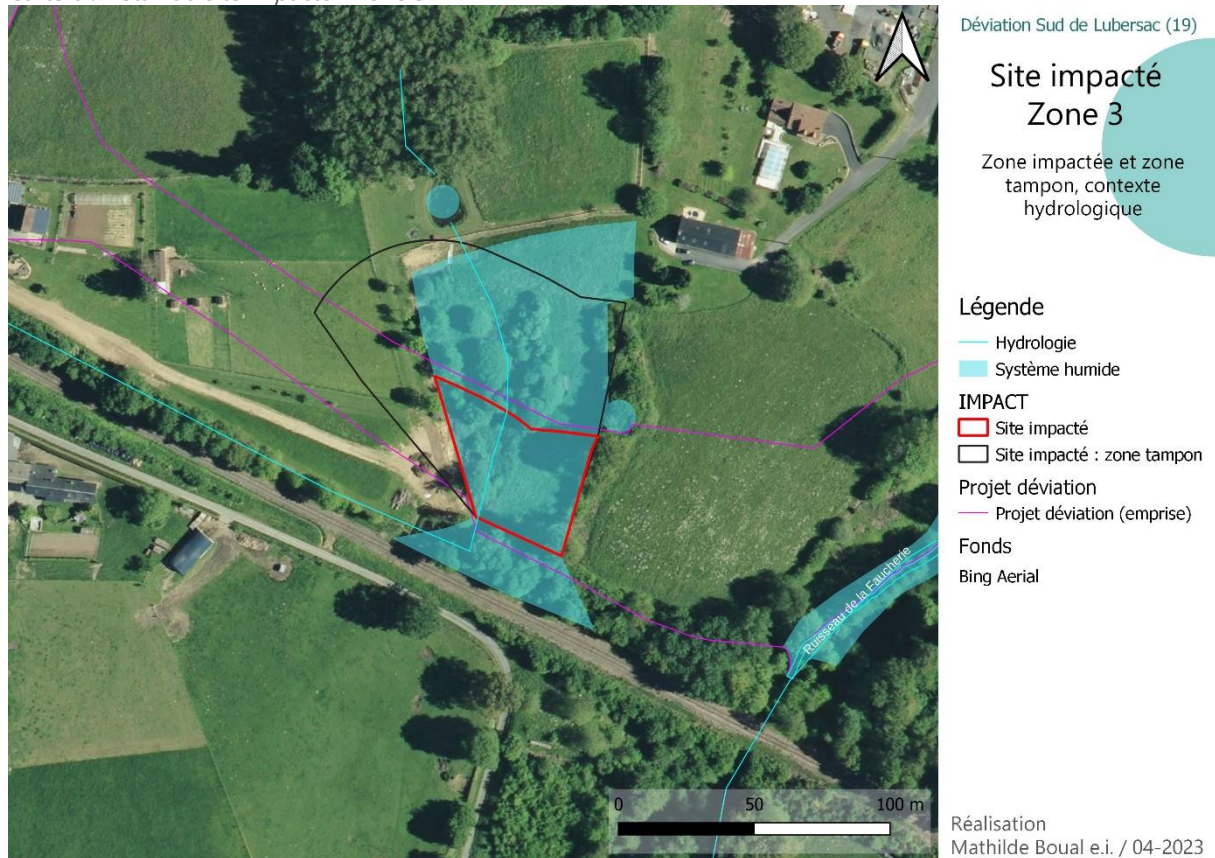 Déviation Sud de Lubersac (19)
Site impacté
Zone 3
Zone impactée et zone
tampon, contexte
hydrologique
Légende
Hydrologie
Système humide
IMPACT
Site impacté
Site impacté : zone tampon
Projet déviation
Projet déviation (emprise)
Fonds
Bing Aerial
Ruisseau de la Faucherie
0 50 100 m
Réalisation
Mathilde Boual e.i. / 04-2023